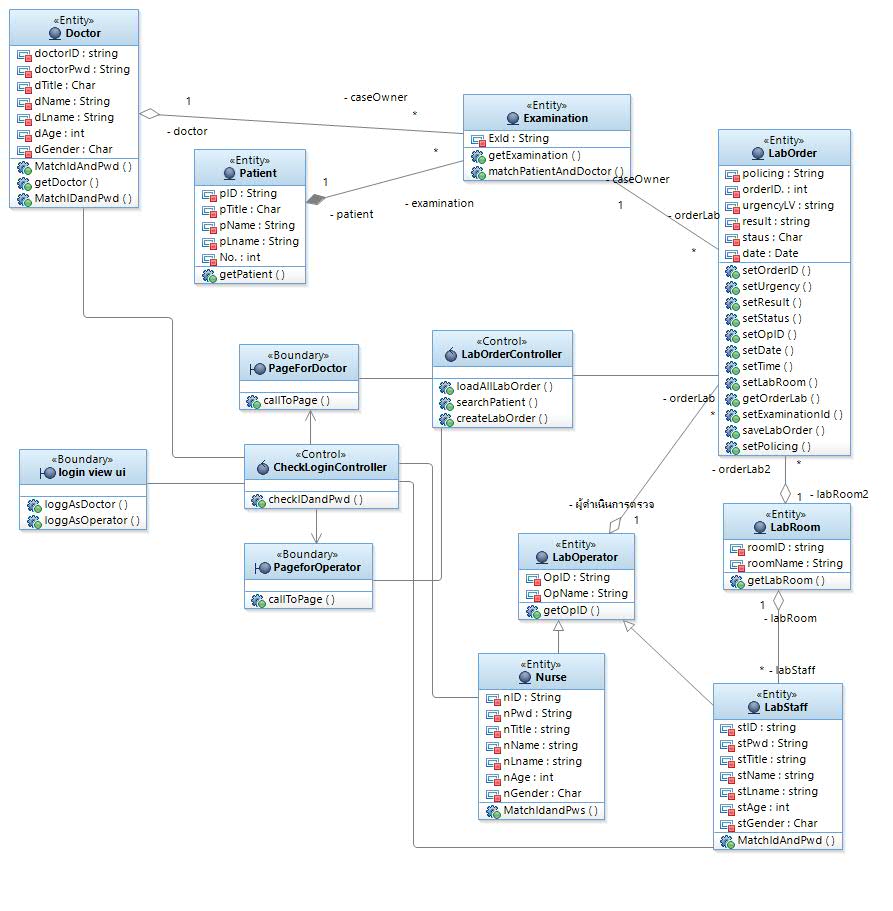 «Entity»
Doctor
doctorID : string
doctorPwd : String
dTitle : Char
dName : String
dLname : String
dAge : int
dGender : Char
MatchIdAndPwd ( )
getDoctor ( )
MatchIDandPwd ( )
1
- doctor
- caseOwner
*
«Entity»
Examination
ExId : String
getExamination ( )
matchPatientAndDoctor ( )
«Entity»
Patient
pID : String
pTitle : Char
pName : String
pLname : String
No. : int
getPatient ( )
1
- patient
*
- examination
caseOwner
1
- orderLab
*
«Entity»
LabOrder
policing : String
orderID. : int
urgencyLV : string
result : string
staus : Char
date : Date
setOrderID ( )
setUrgency ( )
setResult ( )
setStatus ( )
setOpID ( )
setDate ( )
setTime ( )
setLabRoom ( )
getOrderLab ( )
setExaminationId ( )
saveLabOrder ( )
setPolicing ( )
«Boundary»
PageForDoctor
callToPage ( )
«Control»
LabOrderController
loadAllLabOrder ( )
searchPatient ( )
createLabOrder ( )
- orderLab
*
«Boundary»
login view ui
loggAsDoctor ( )
loggAsOperator ( )
«Control»
CheckLoginController
checkIDandPwd ( )
- orderLab2
*
1
- labRoom2
- ผู้ดำเนินการตรวจ
1
«Entity»
LabRoom
roomID : string
roomName : String
getLabRoom ( )
«Boundary»
PageforOperator
callToPage ( )
«Entity»
LabOperator
OpID : String
OpName : String
getOpID ( )
1
- labRoom
* - labStaff
«Entity»
Nurse
nID : String
nPwd : String
nTitle : string
nName : string
nLname : string
nAge : int
nGender : Char
MatchIdandPws ( )
«Entity»
LabStaff
stID : string
stPwd : String
stTitle : string
stName : string
stLname : string
stAge : int
stGender : Char
MatchIdAndPwd ( )